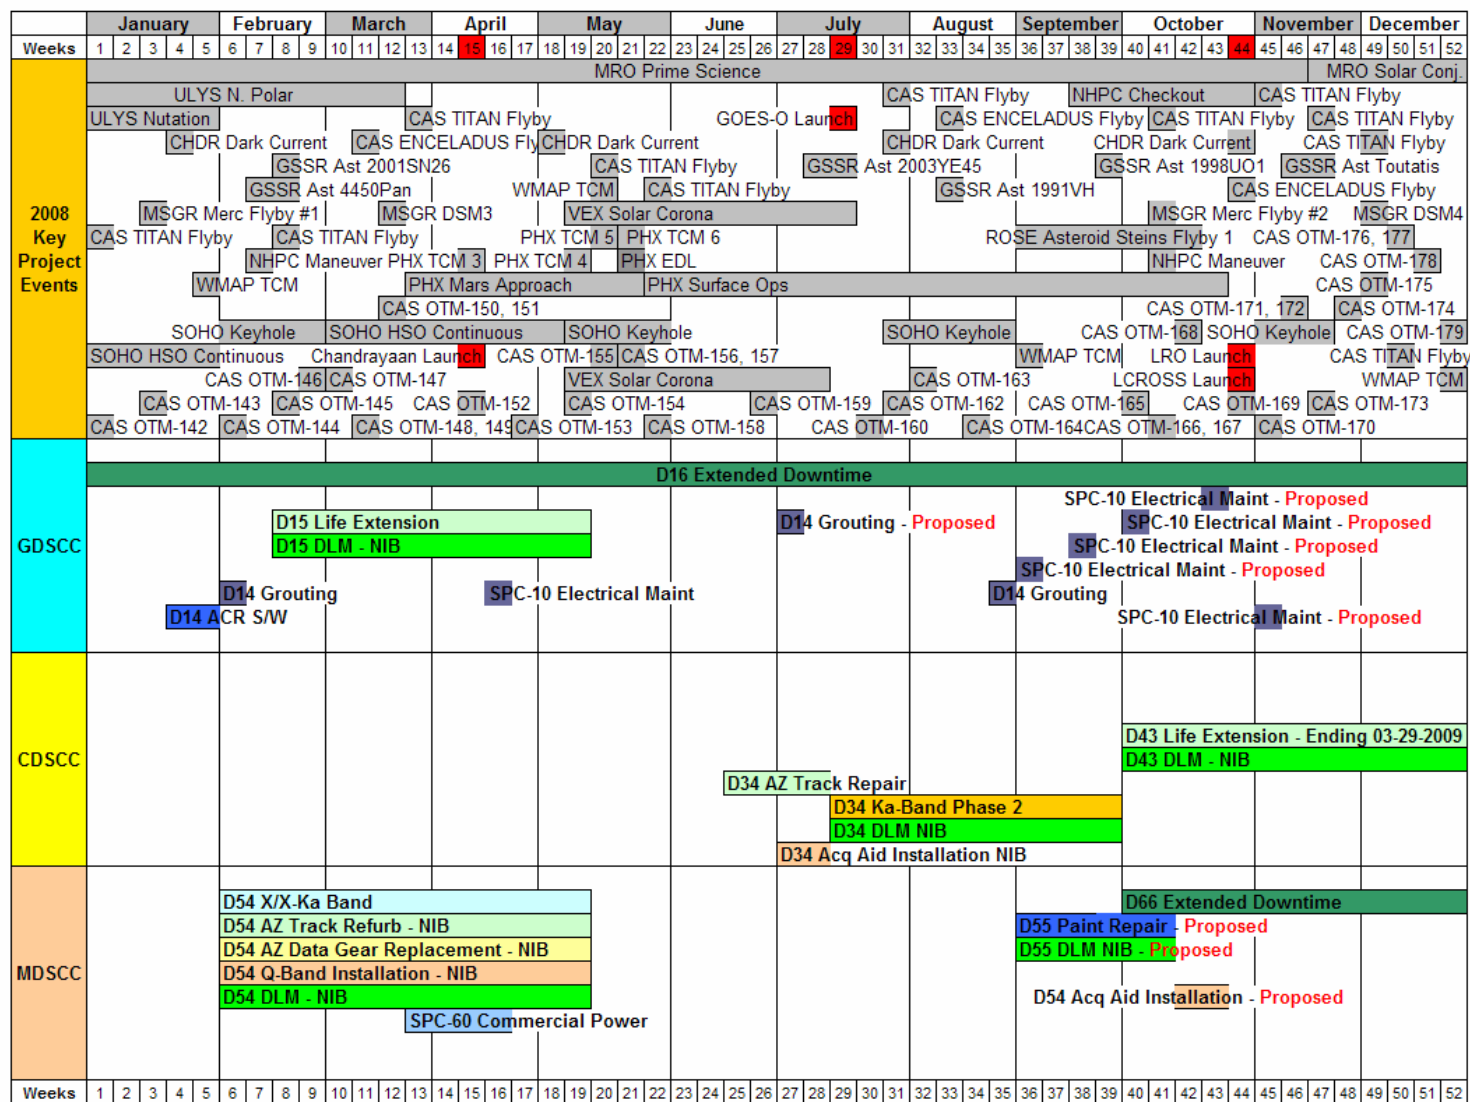 January February March April May June July August September October November December
Weeks 1 2 3 4 5 6 7 8 9 10 11 12 13 14 15 16 17 18 19 20 21 22 23 24 25 26 27 28 29 30 31 32 33 34 35 36 37 38 39 40 41 42 43 44 45 46 47 48 49 50 51 52
MRO Prime Science MRO Solar Conj.
ULYS N. Polar CAS TITAN Flyby NHPC Checkout CAS TITAN Flyby
ULYS Nutation CAS TITAN Flyby GOES-O Launch CAS ENCELADUS Flyby CAS TITAN Flyby CAS TITAN Flyby
CHDR Dark Current CAS ENCELADUS Fly CHDR Dark Current CHDR Dark Current CHDR Dark Current CAS TITAN Flyby
GSSR Ast 2001SN26 CAS TITAN Flyby GSSR Ast 2003YE45 GSSR Ast 1998UO1 GSSR Ast Toutatis
GSSR Ast 4450Pan WMAP TCM CAS TITAN Flyby GSSR Ast 1991VH CAS ENCELADUS Flyby
2008 Key Project Events
MSGR Merc Flyby #1 MSGR DSM3 VEX Solar Corona MSGR Merc Flyby #2 MSGR DSM4
CAS TITAN Flyby CAS TITAN Flyby PHX TCM 5 PHX TCM 6 ROSE Asteroid Steins Flyby 1 CAS OTM-176, 177
NHPC Maneuver PHX TCM 3 PHX TCM 4 PHX EDL NHPC Maneuver CAS OTM-178
WMAP TCM PHX Mars Approach PHX Surface Ops CAS OTM-175
CAS OTM-150, 151 CAS OTM-171, 172 CAS OTM-174
SOHO Keyhole SOHO HSO Continuous SOHO Keyhole SOHO Keyhole CAS OTM-168 SOHO Keyhole CAS OTM-179
SOHO HSO Continuous Chandrayaan Launch CAS OTM-155 CAS OTM-156, 157 WMAP TCM LRO Launch CAS TITAN Flyby
CAS OTM-146 CAS OTM-147 VEX Solar Corona CAS OTM-163 LCROSS Launch WMAP TCM
CAS OTM-143 CAS OTM-145 CAS OTM-152 CAS OTM-154 CAS OTM-159 CAS OTM-162 CAS OTM-165 CAS OTM-169 CAS OTM-173
CAS OTM-142 CAS OTM-144 CAS OTM-148, 149 CAS OTM-153 CAS OTM-158 CAS OTM-160 CAS OTM-164 CAS OTM-166, 167 CAS OTM-170
GDSCC
D16 Extended Downtime
SPC-10 Electrical Maint - Proposed
D15 Life Extension D14 Grouting - Proposed SPC-10 Electrical Maint - Proposed
D15 DLM - NIB SPC-10 Electrical Maint - Proposed
SPC-10 Electrical Maint - Proposed
D14 Grouting SPC-10 Electrical Maint D14 Grouting
D14 ACR S/W SPC-10 Electrical Maint - Proposed
CDSCC
D43 Life Extension - Ending 03-29-2009
D43 DLM - NIB
D34 AZ Track Repair
D34 Ka-Band Phase 2
D34 DLM NIB
D34 Acq Aid Installation NIB
MDSCC
D54 X/X-Ka Band D66 Extended Downtime
D54 AZ Track Refurb - NIB D55 Paint Repair - Proposed
D54 AZ Data Gear Replacement - NIB D55 DLM NIB - Proposed
D54 Q-Band Installation - NIB
D54 DLM - NIB D54 Acq Aid Installation - Proposed
SPC-60 Commercial Power
Weeks 1 2 3 4 5 6 7 8 9 10 11 12 13 14 15 16 17 18 19 20 21 22 23 24 25 26 27 28 29 30 31 32 33 34 35 36 37 38 39 40 41 42 43 44 45 46 47 48 49 50 51 52